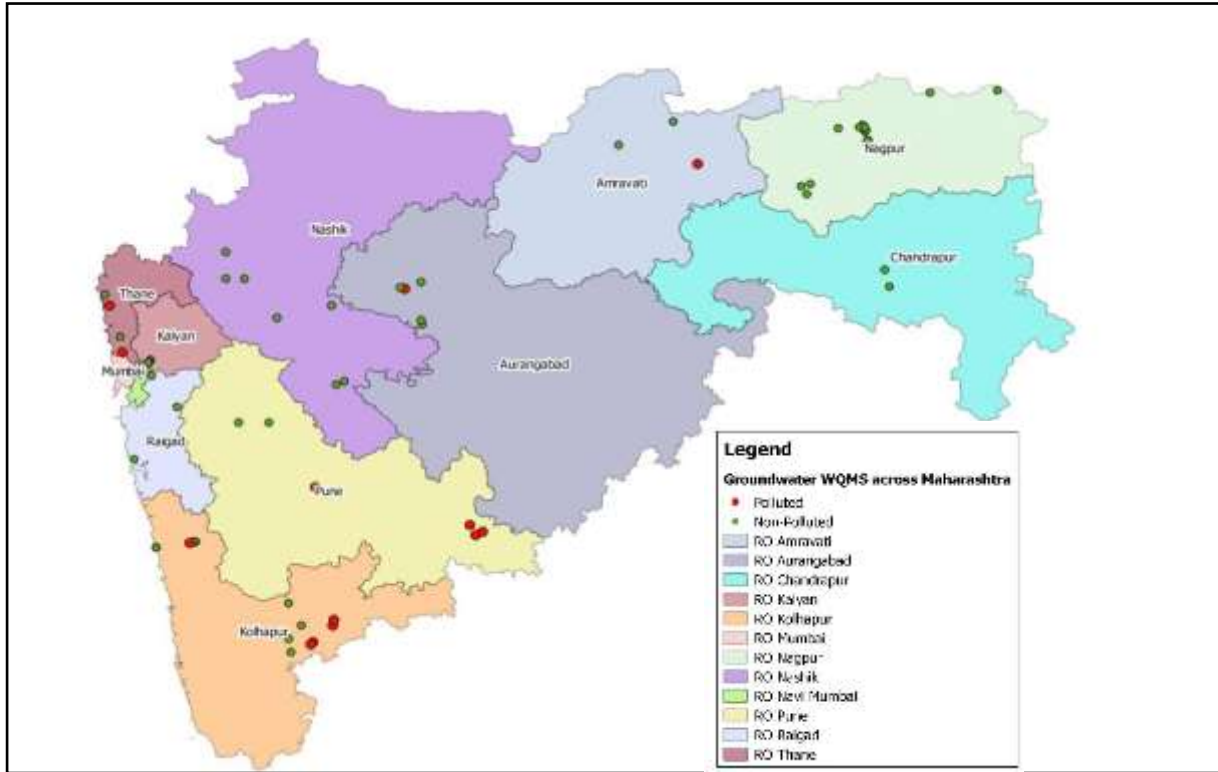 Nagpur
Amravati
Nashik
Chandrapur
Thane
Kalyan
Aurangabad
Mumbai
Raigad
Pune
Kolhapur
Legend
Groundwater WQMS across Maharashtra
Polluted
Non-Polluted
RO Amravati
RO Aurangabad
RO Chandrapur
RO Kalyan
RO Kolhapur
RO Mumbai
RO Nagpur
RO Nashik
RO Navi Mumbai
RO Pune
RO Raigad
RO Thane